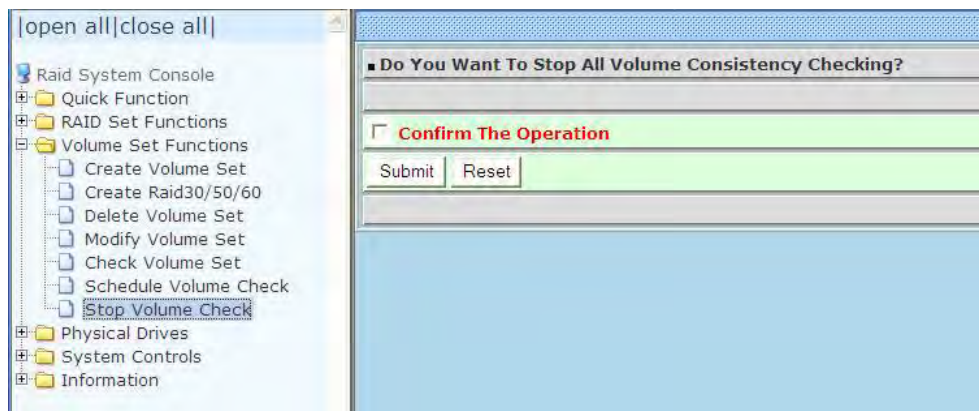 |open all|close all|
Raid System Console
Quick Function
RAID Set Functions
Volume Set Functions
Create Volume Set
Create Raid30/50/60
Delete Volume Set
Modify Volume Set
Check Volume Set
Schedule Volume Check
Stop Volume Check
Physical Drives
System Controls
Information
Do You Want To Stop All Volume Consistency Checking?
Confirm The Operation
Submit Reset